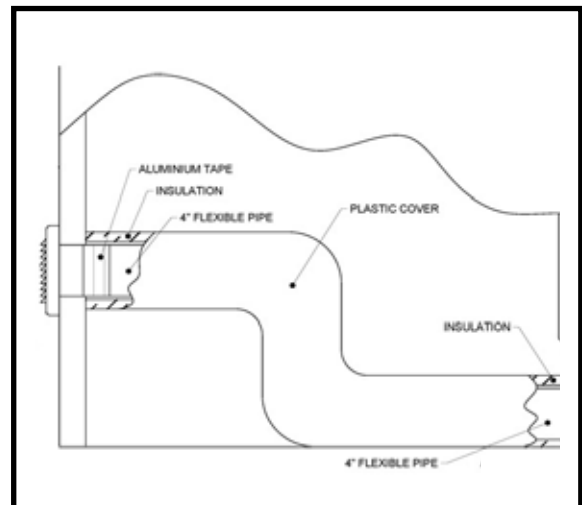 ALUMINIUM TAPE
INSULATION
4" FLEXIBLE PIPE
PLASTIC COVER
INSULATION
4" FLEXIBLE PIPE